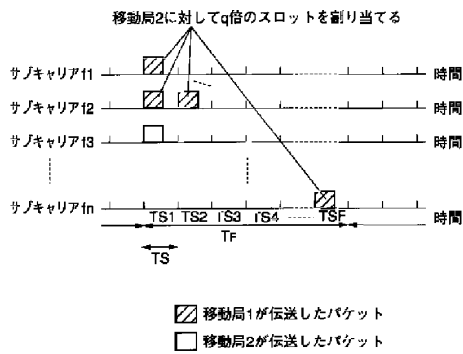 移動局2に対してq倍のスロットを割り当てる
サブキャリアf1
時間
サブキャリアf2
時間
サブキャリアf3
時間
サブキャリアfn
TS1 TS2 TS3 TS4 TSF
時間
TF
TS
移動局1が伝送したパケット
移動局2が伝送したパケット